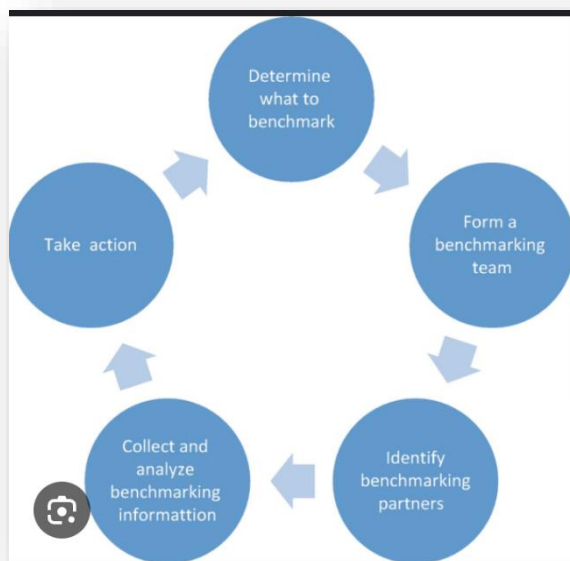 Determine
what to
benchmark
Form a
benchmarking
team
Identify
benchmarking
partners
Collect and
analyze
benchmarking
informattion
Take action